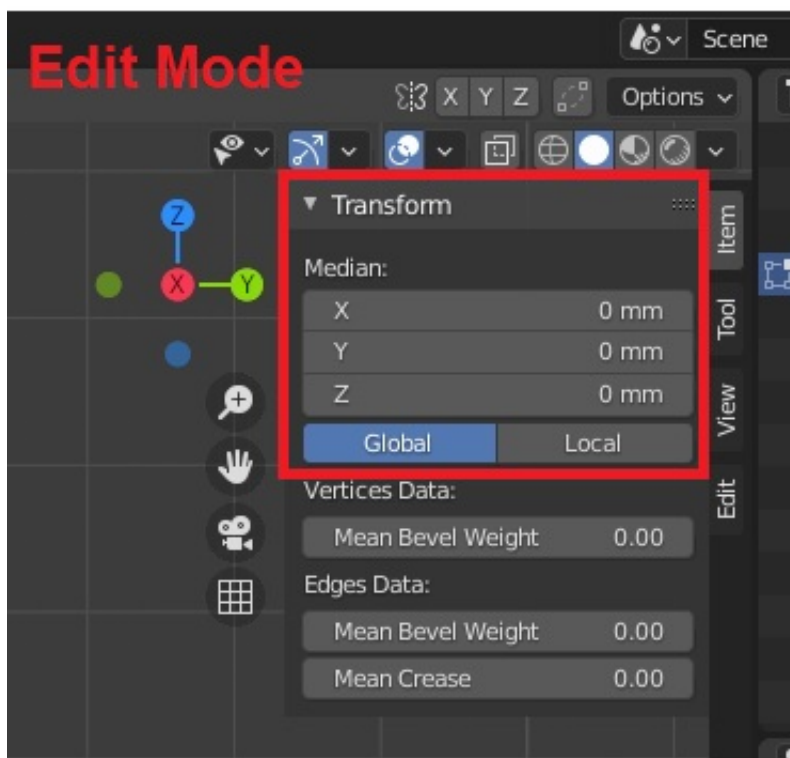 Scene
Edit Mode
X Y Z Options
Z
X Y
Transform
Median:
X 0 mm
Y 0 mm
Z 0 mm
Global Local
Vertices Data:
Mean Bevel Weight 0.00
Edges Data:
Mean Bevel Weight 0.00
Mean Crease 0.00
Item
Tool
View
Edit